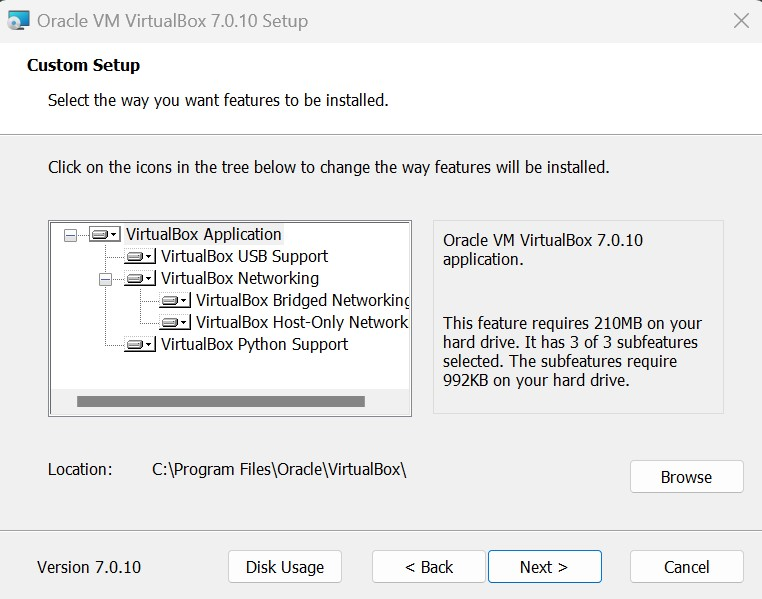 Oracle VM VirtualBox 7.0.10 Setup
Custom Setup
Select the way you want features to be installed.
Click on the icons in the tree below to change the way features will be installed.
VirtualBox Application
VirtualBox USB Support
VirtualBox Networking
VirtualBox Bridged Networking
VirtualBox Host-Only Network
VirtualBox Python Support
Oracle VM VirtualBox 7.0.10
application.
This feature requires 210MB on your
hard drive. It has 3 of 3 subfeatures
selected. The subfeatures require
992KB on your hard drive.
Location:
C:\Program Files\Oracle\VirtualBox\
Browse
Version 7.0.10
Disk Usage
< Back
Next >
Cancel